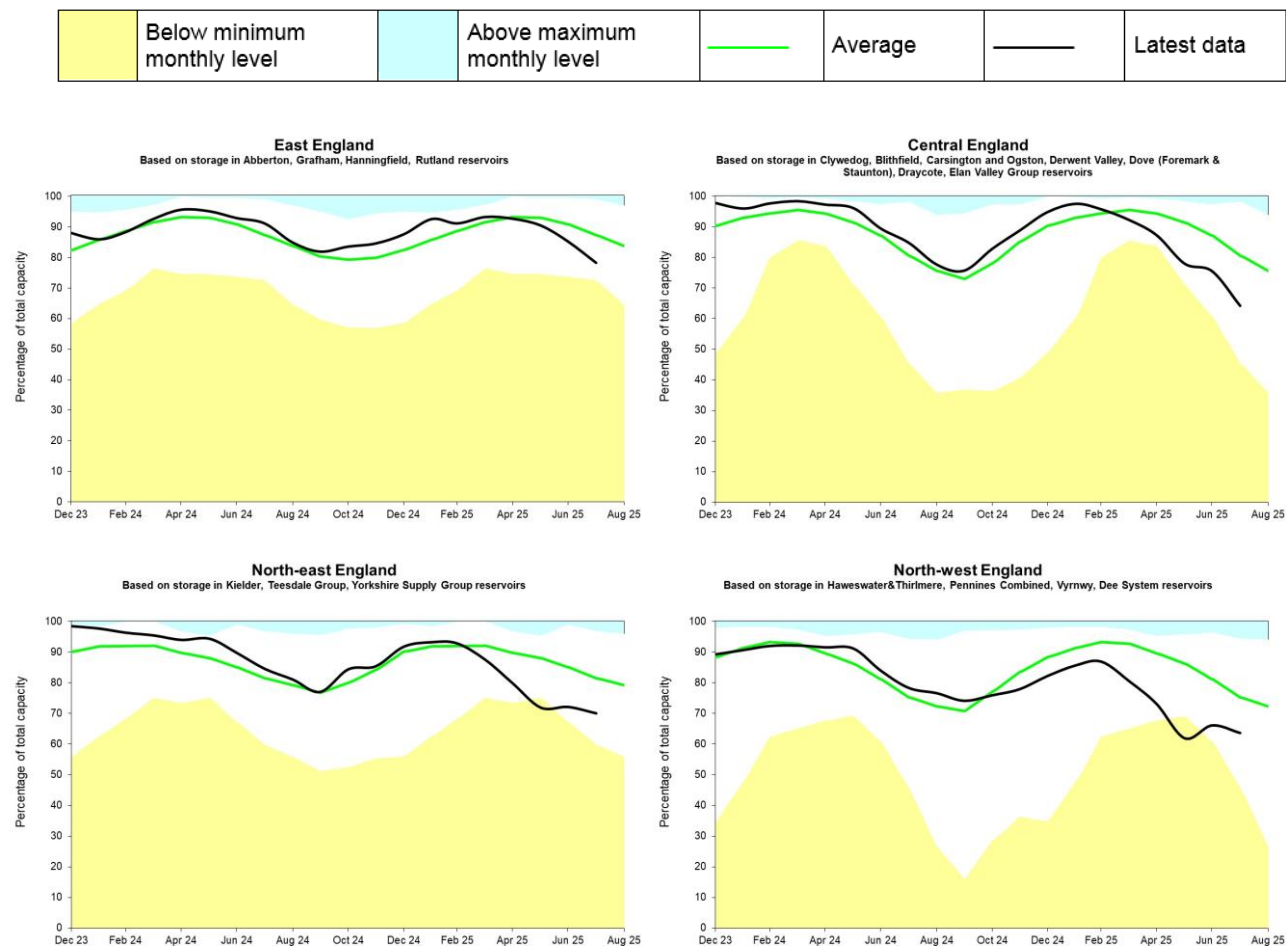 Below minimum
monthly level
Above maximum
monthly level
Average
Latest data
East England
Based on storage in Abberton, Grafham, Hanningfield, Rutland reservoirs
Percentage of total capacity
100
90
80
70
60
50
40
30
20
10
0
Dec 23 Feb 24 Apr 24 Jun 24 Aug 24 Oct 24 Dec 24 Feb 25 Apr 25 Jun 25 Aug 25
Central England
Based on storage in Clywedog, Blithfield, Carsington and Ogston, Derwent Valley, Dove (Foremark &
Staunton), Draycote, Elan Valley Group reservoirs
Percentage of total capacity
100
90
80
70
60
50
40
30
20
10
0
Dec 23 Feb 24 Apr 24 Jun 24 Aug 24 Oct 24 Dec 24 Feb 25 Apr 25 Jun 25 Aug 25
North-east England
Based on storage in Kielder, Teesdale Group, Yorkshire Supply Group reservoirs
Percentage of total capacity
100
90
80
70
60
50
40
30
20
10
0
Dec 23 Feb 24 Apr 24 Jun 24 Aug 24 Oct 24 Dec 24 Feb 25 Apr 25 Jun 25 Aug 25
North-west England
Based on storage in Haweswater&Thirlmere, Pennines Combined, Vyrnwy, Dee System reservoirs
Percentage of total capacity
100
90
80
70
60
50
40
30
20
10
0
Dec 23 Feb 24 Apr 24 Jun 24 Aug 24 Oct 24 Dec 24 Feb 25 Apr 25 Jun 25 Aug 25